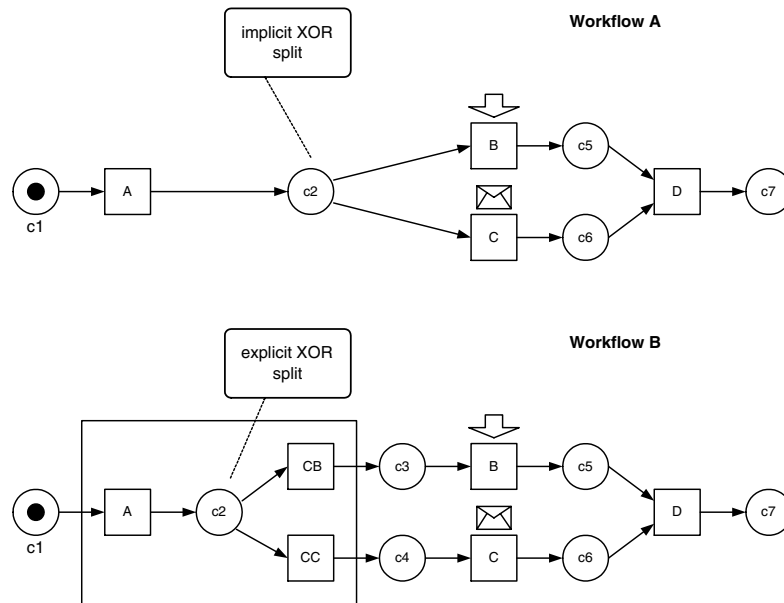 implicit XOR
split
Workflow A
B
c5
c1
A
c2
D
c7
C
c6
explicit XOR
split
Workflow B
CB
c3
B
c5
c1
A
c2
D
c7
CC
c4
C
c6